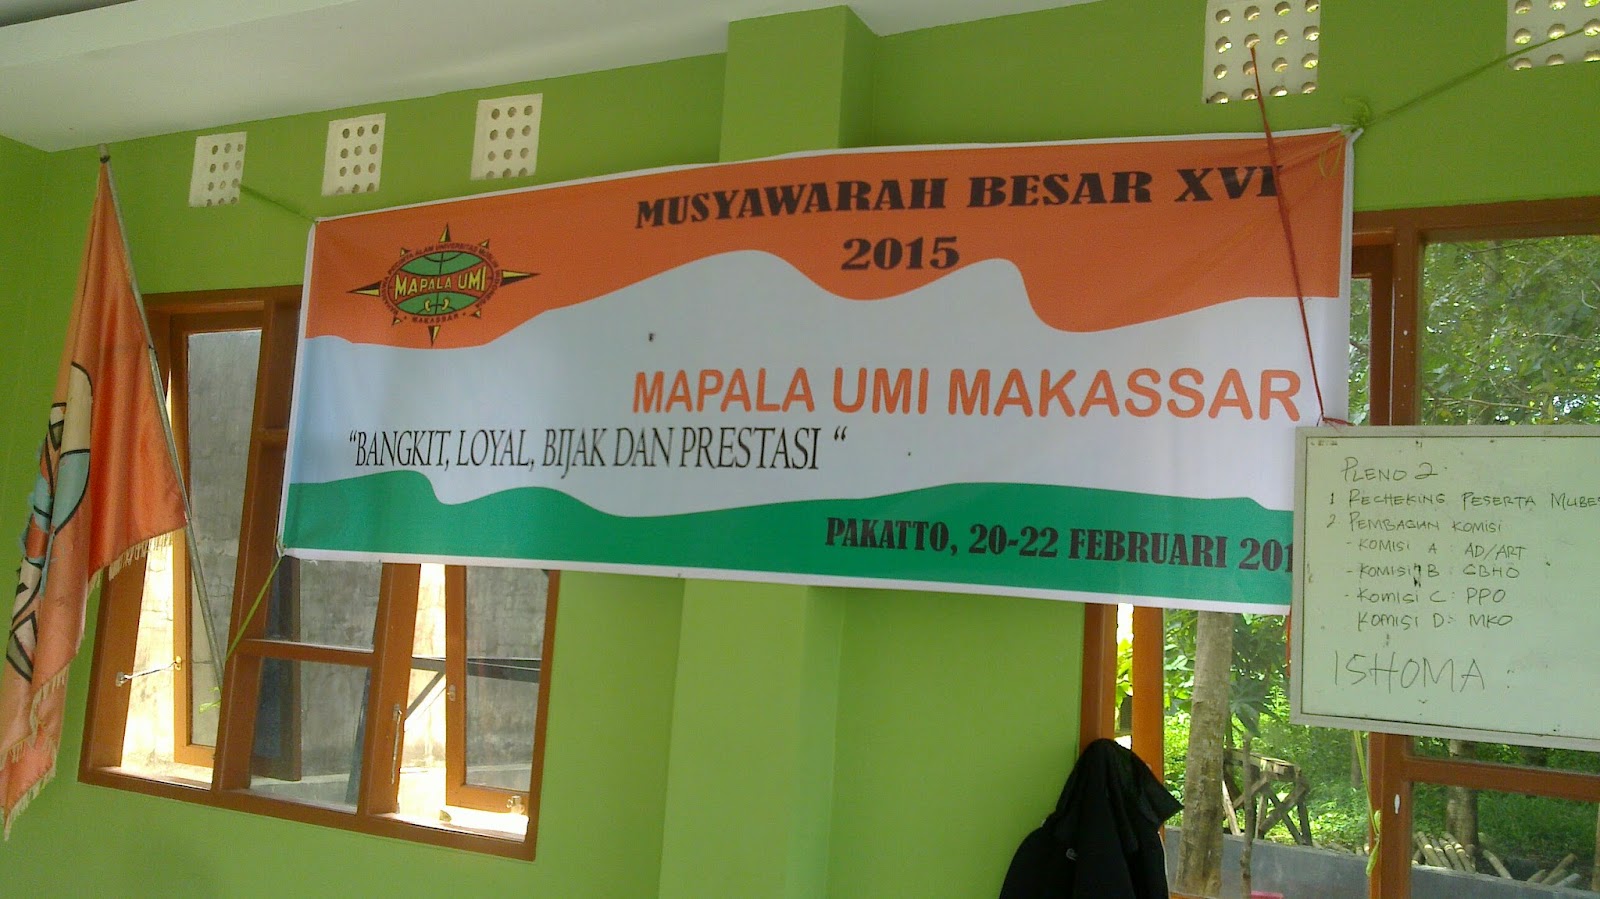 MUSYAWARAH BESAR XVI
2015
MAPALA UMI
MAKASSAR
MAPALA UMI MAKASSAR
“BANGKIT, LOYAL, BIJAK DAN PRESTASI “
PAKATTO, 20-22 FEBRUARI 201
PLENO 2.
1 RECHEKING PESERTA MUBES
2. PEMBAGIAN KOMISI
- KOMISI A : AD/ART
- KOMISI B : GBHO
- KOMISI C : PPO
KOMISI D : MKO
ISHOMA